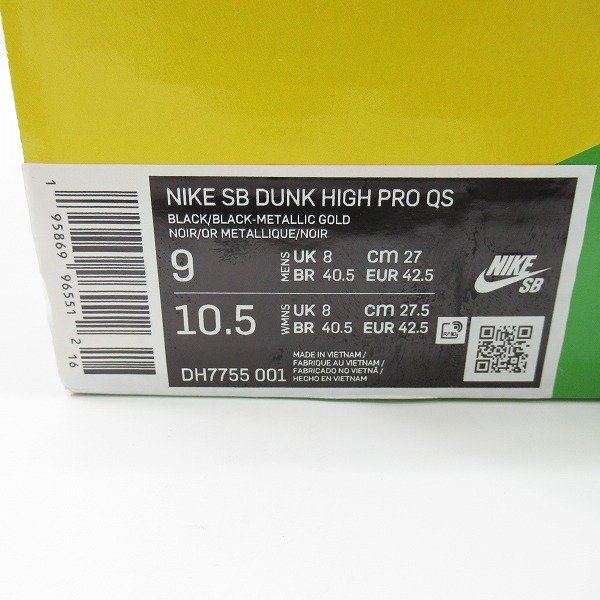 NIKE SB DUNK HIGH PRO QS
BLACK/BLACK-METALLIC GOLD
NOIR/OR METALLIQUE/NOIR
9 MENS UK 8 cm 27
BR 40.5 EUR 42.5
10.5 WMNS UK 8 cm 27.5
BR 40.5 EUR 42.5
MADE IN VIETNAM/
FABRIQUE AU VIETNAM/
FABRICADO NO VIETNÃ/
HECHO EN VIETNAM
DH7755 001
NIKE
SB
1 95869 96551 2 16